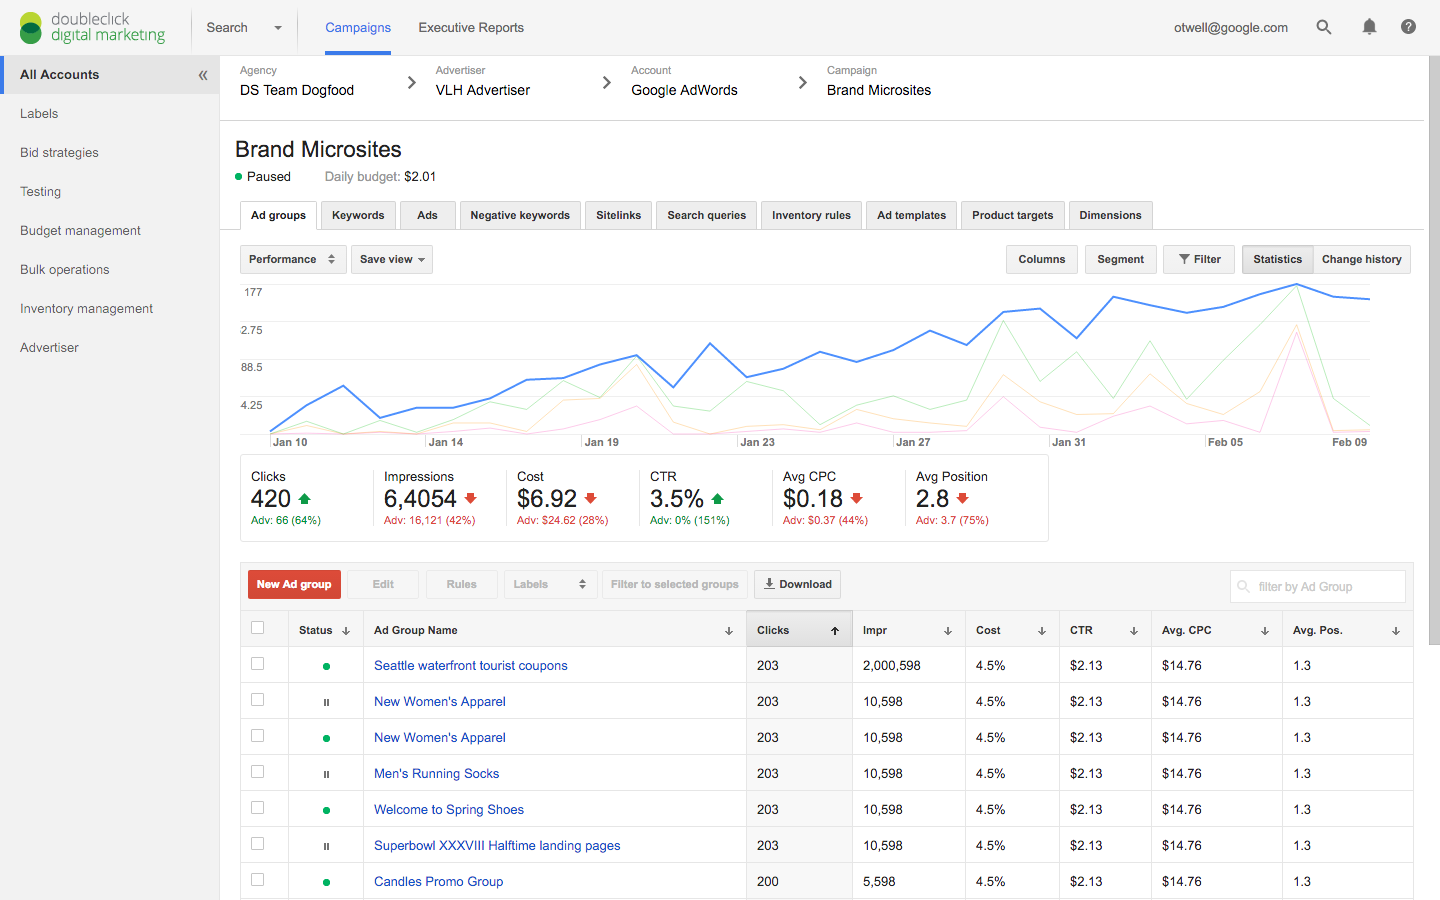 doubleclick
digital marketing
Search
Campaigns
Executive Reports
otwell@google.com
All Accounts
Labels
Bid strategies
Testing
Budget management
Bulk operations
Inventory management
Advertiser
Agency Advertiser Account Campaign
DS Team Dogfood VLH Advertiser Google AdWords Brand Microsites
Brand Microsites
Paused Daily budget: $2.01
Ad groups Keywords Ads Negative keywords Sitelinks Search queries Inventory rules Ad templates Product targets Dimensions
Performance Save view Columns Segment Filter Statistics Change history
177
2.75
88.5
4.25
Jan 10 Jan 14 Jan 19 Jan 23 Jan 27 Jan 31 Feb 05 Feb 09
Clicks Impressions Cost CTR Avg CPC Avg Position
420 6,4054 $6.92 3.5% $0.18 2.8
Adv: 66 (64%) Adv: 16,121 (42%) Adv: $24.62 (28%) Adv: 0% (151%) Adv: $0.37 (44%) Adv: 3.7 (75%)
New Ad group Edit Rules Labels Filter to selected groups Download filter by Ad Group
Status Ad Group Name Clicks Impr Cost CTR Avg. CPC Avg. Pos.
Seattle waterfront tourist coupons 203 2,000,598 4.5% $2.13 $14.76 1.3
New Women's Apparel 203 10,598 4.5% $2.13 $14.76 1.3
New Women's Apparel 203 10,598 4.5% $2.13 $14.76 1.3
Men's Running Socks 203 10,598 4.5% $2.13 $14.76 1.3
Welcome to Spring Shoes 203 10,598 4.5% $2.13 $14.76 1.3
Superbowl XXXVIII Halftime landing pages 203 10,598 4.5% $2.13 $14.76 1.3
Candles Promo Group 200 5,598 4.5% $2.13 $14.76 1.3